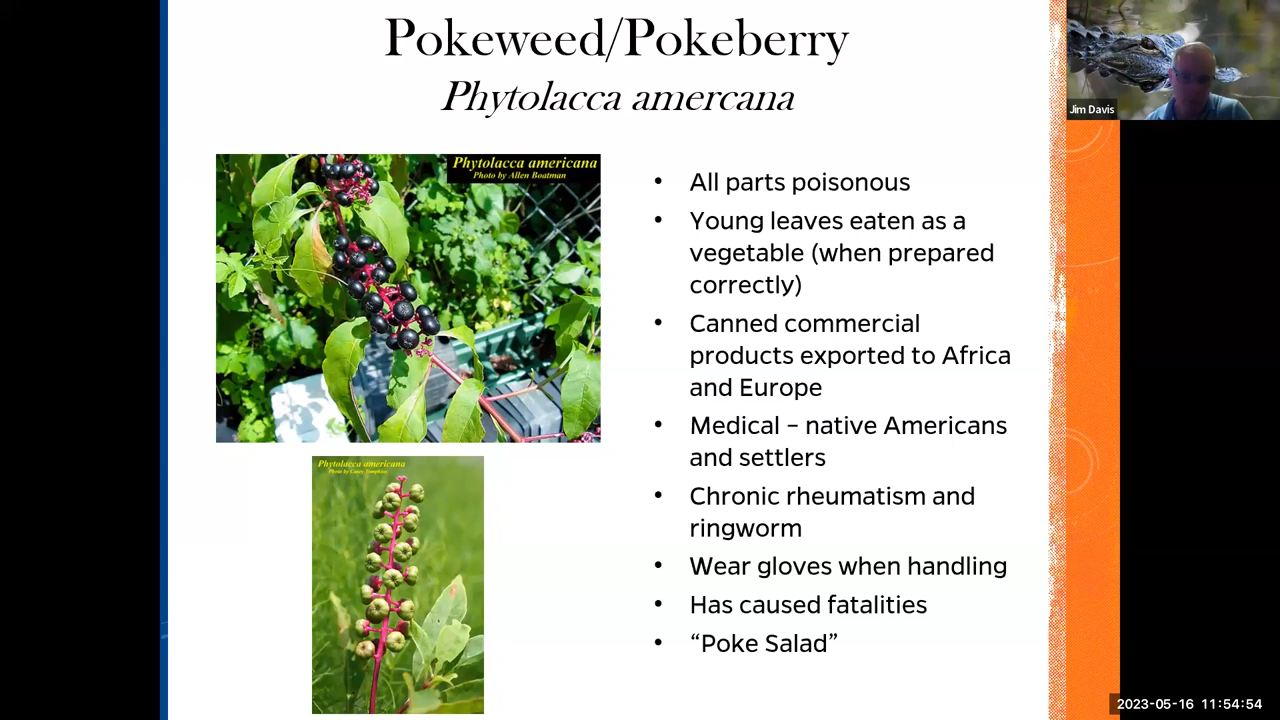 Pokeweed/Pokeberry
Phytolacca amercana
Phytolacca americana
Photo by Allen Boatman
Phytolacca americana
Photo by Casey Tompkins
• All parts poisonous
• Young leaves eaten as a
vegetable (when prepared
correctly)
• Canned commercial
products exported to Africa
and Europe
• Medical – native Americans
and settlers
• Chronic rheumatism and
ringworm
• Wear gloves when handling
• Has caused fatalities
• “Poke Salad”
Jim Davis
2023-05-16 11:54:54